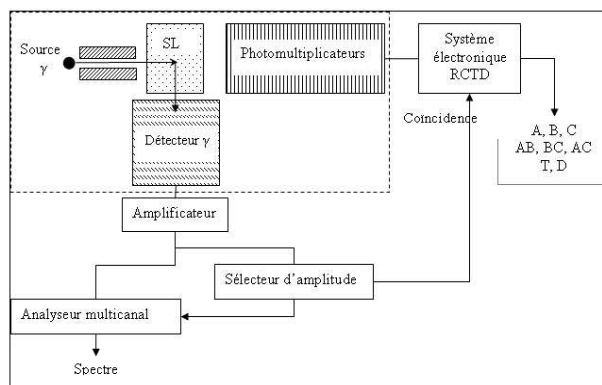 Source
γ
SL
Photomultiplicateurs
Système
électronique
RCTD
Détecteur γ
Coïncidence
A, B, C
AB, BC, AC
T, D
Amplificateur
Sélecteur d'amplitude
Analyseur multicanal
Spectre